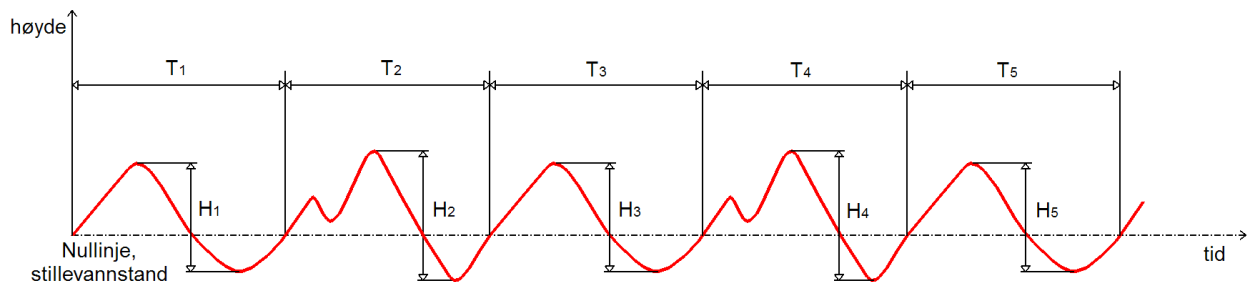 høyde
T1
T2
T3
T4
T5
H1
H2
H3
H4
H5
Nullinje,
stillevannstand
tid